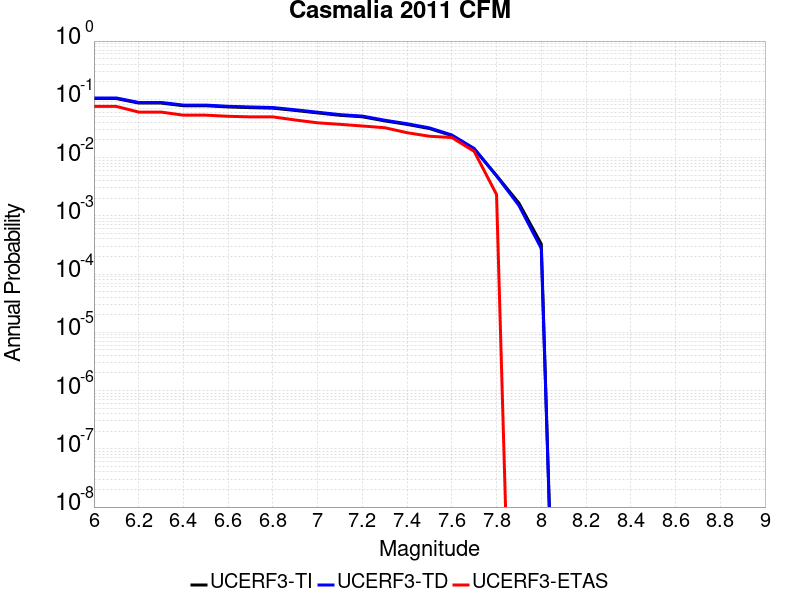 Casmalia 2011 CFM
Annual Probability
10^0
10^-1
10^-2
10^-3
10^-4
10^-5
10^-6
10^-7
10^-8
6 6.2 6.4 6.6 6.8 7 7.2 7.4 7.6 7.8 8 8.2 8.4 8.6 8.8 9
Magnitude
UCERF3-TI UCERF3-TD UCERF3-ETAS